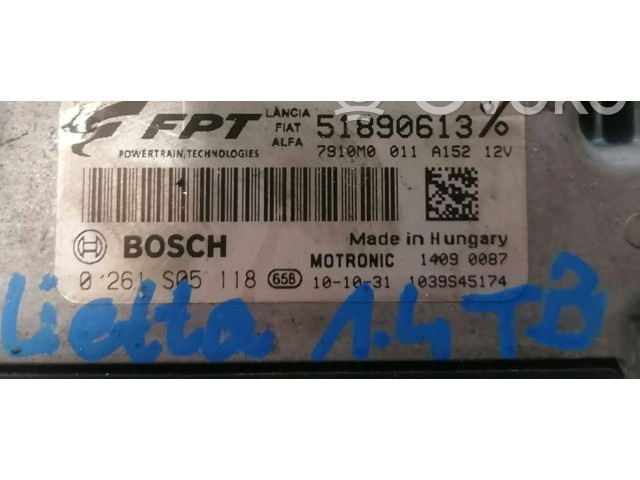 FPT
POWERTRAIN TECHNOLOGIES
LANCIA
FIAT
ALFA
51890613
7910M0 011 A152 12V
BOSCH
Made in Hungary
MOTRONIC 1409 0087
0 261 S05 118 65B 10-10-31 1039S45174
lietta 1.4 TB